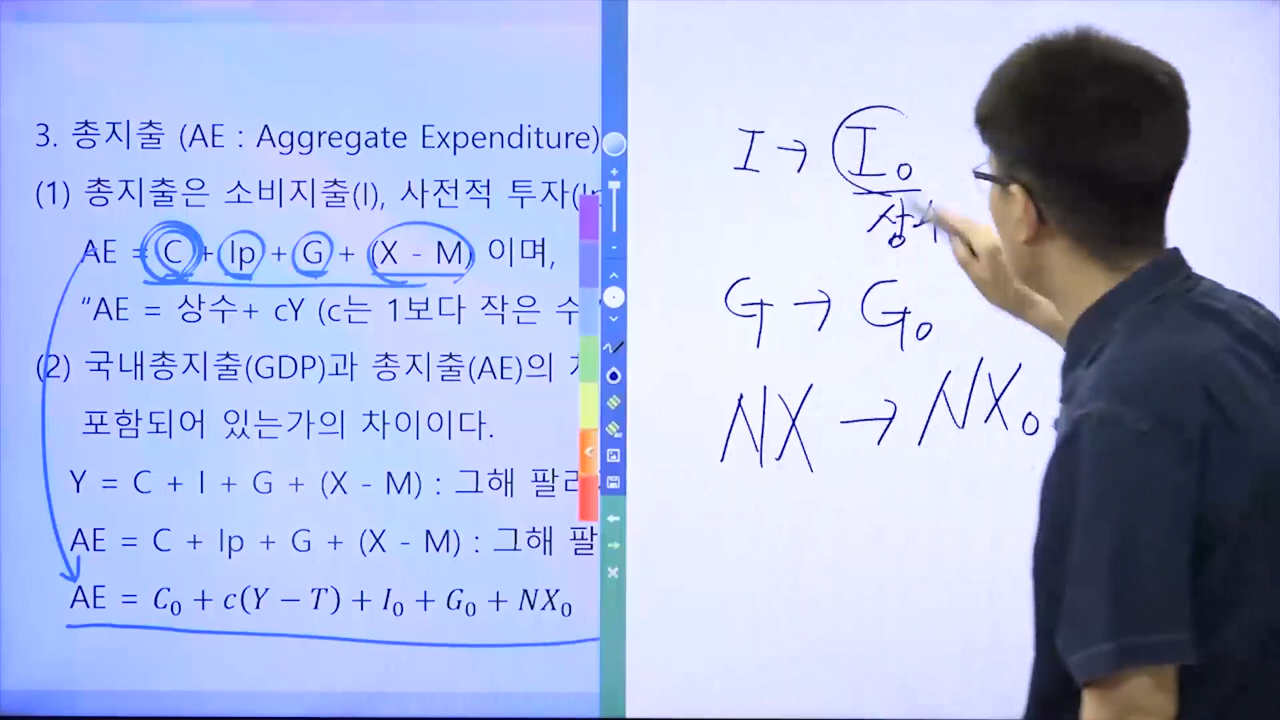 3. 총지출 (AE : Aggregate Expenditure)
(1) 총지출은 소비지출(I), 사전적 투자(
AE = C + Ip + G + (X - M) 이며,
“AE = 상수+ cY (c는 1보다 작은 수
(2) 국내총지출(GDP)과 총지출(AE)의
포함되어 있는가의 차이이다.
Y = C + I + G + (X - M) : 그해 팔
AE = C + Ip + G + (X - M) : 그해 팔
AE = C₀ + c(Y − T) + I₀ + G₀ + NX₀
I → I₀
상수
G → G₀
NX → NX₀